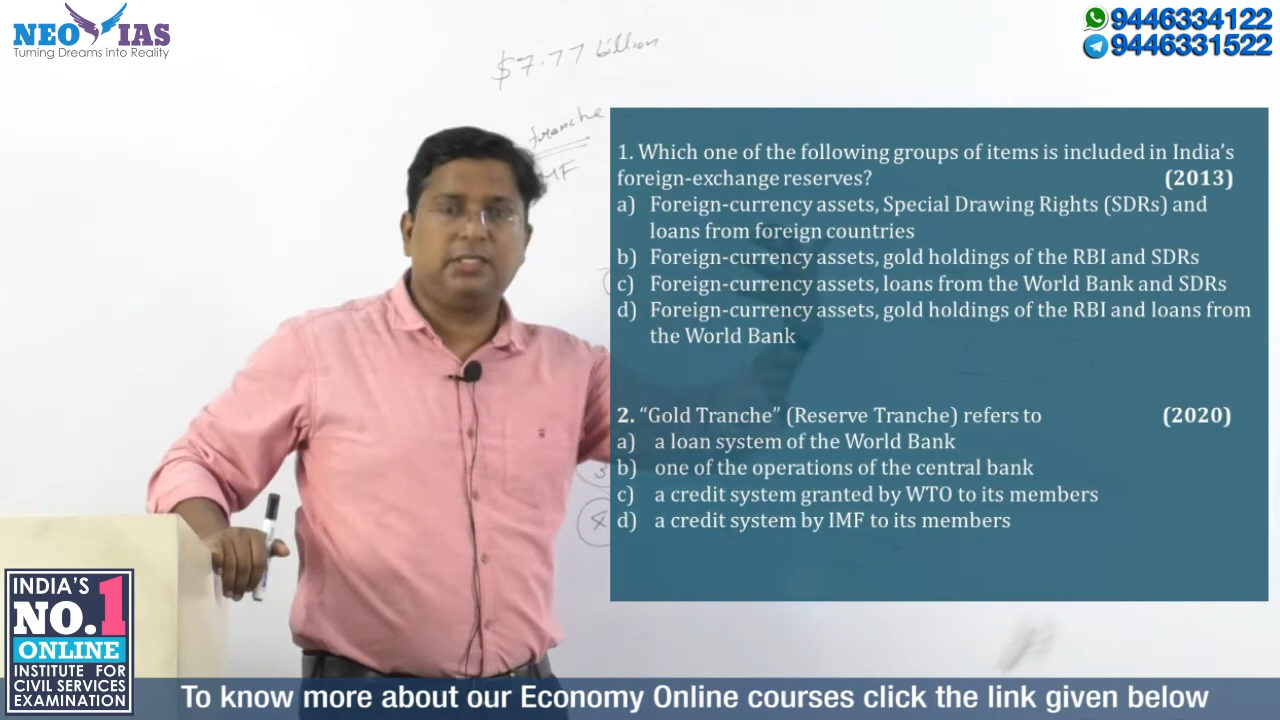 NEO IAS
Turning Dreams into Reality
9446334122
9446331522
$7.77 billion
tranche
IMF
1. Which one of the following groups of items is included in India's
foreign-exchange reserves? (2013)
a) Foreign-currency assets, Special Drawing Rights (SDRs) and
loans from foreign countries
b) Foreign-currency assets, gold holdings of the RBI and SDRs
c) Foreign-currency assets, loans from the World Bank and SDRs
d) Foreign-currency assets, gold holdings of the RBI and loans from
the World Bank
2. “Gold Tranche” (Reserve Tranche) refers to (2020)
a) a loan system of the World Bank
b) one of the operations of the central bank
c) a credit system granted by WTO to its members
d) a credit system by IMF to its members
INDIA'S
NO.1
ONLINE
INSTITUTE FOR
CIVIL SERVICES
EXAMINATION
To know more about our Economy Online courses click the link given below